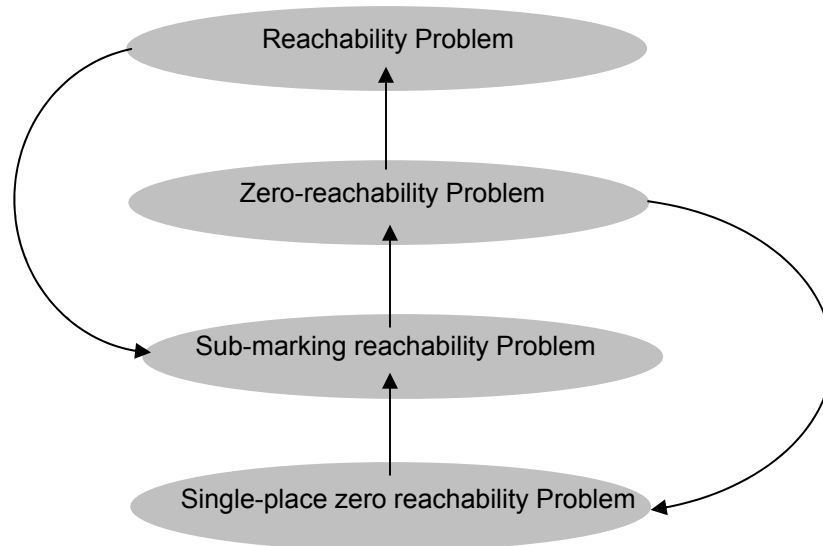 Reachability Problem
Zero-reachability Problem
Sub-marking reachability Problem
Single-place zero reachability Problem